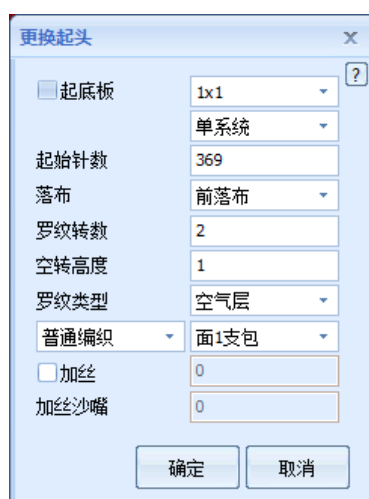 更换起头 x
?
起底板 1x1
单系统
起始针数 369
落布 前落布
罗纹转数 2
空转高度 1
罗纹类型 空气层
普通编织 面1支包
加丝 0
加丝沙嘴 0
确定 取消